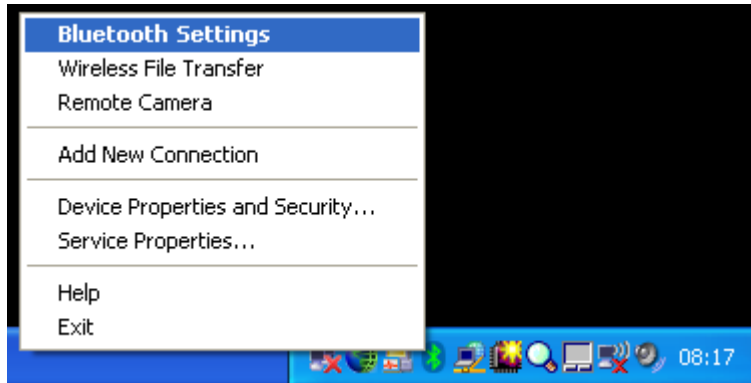 Bluetooth Settings
Wireless File Transfer
Remote Camera
Add New Connection
Device Properties and Security...
Service Properties...
Help
Exit
08:17